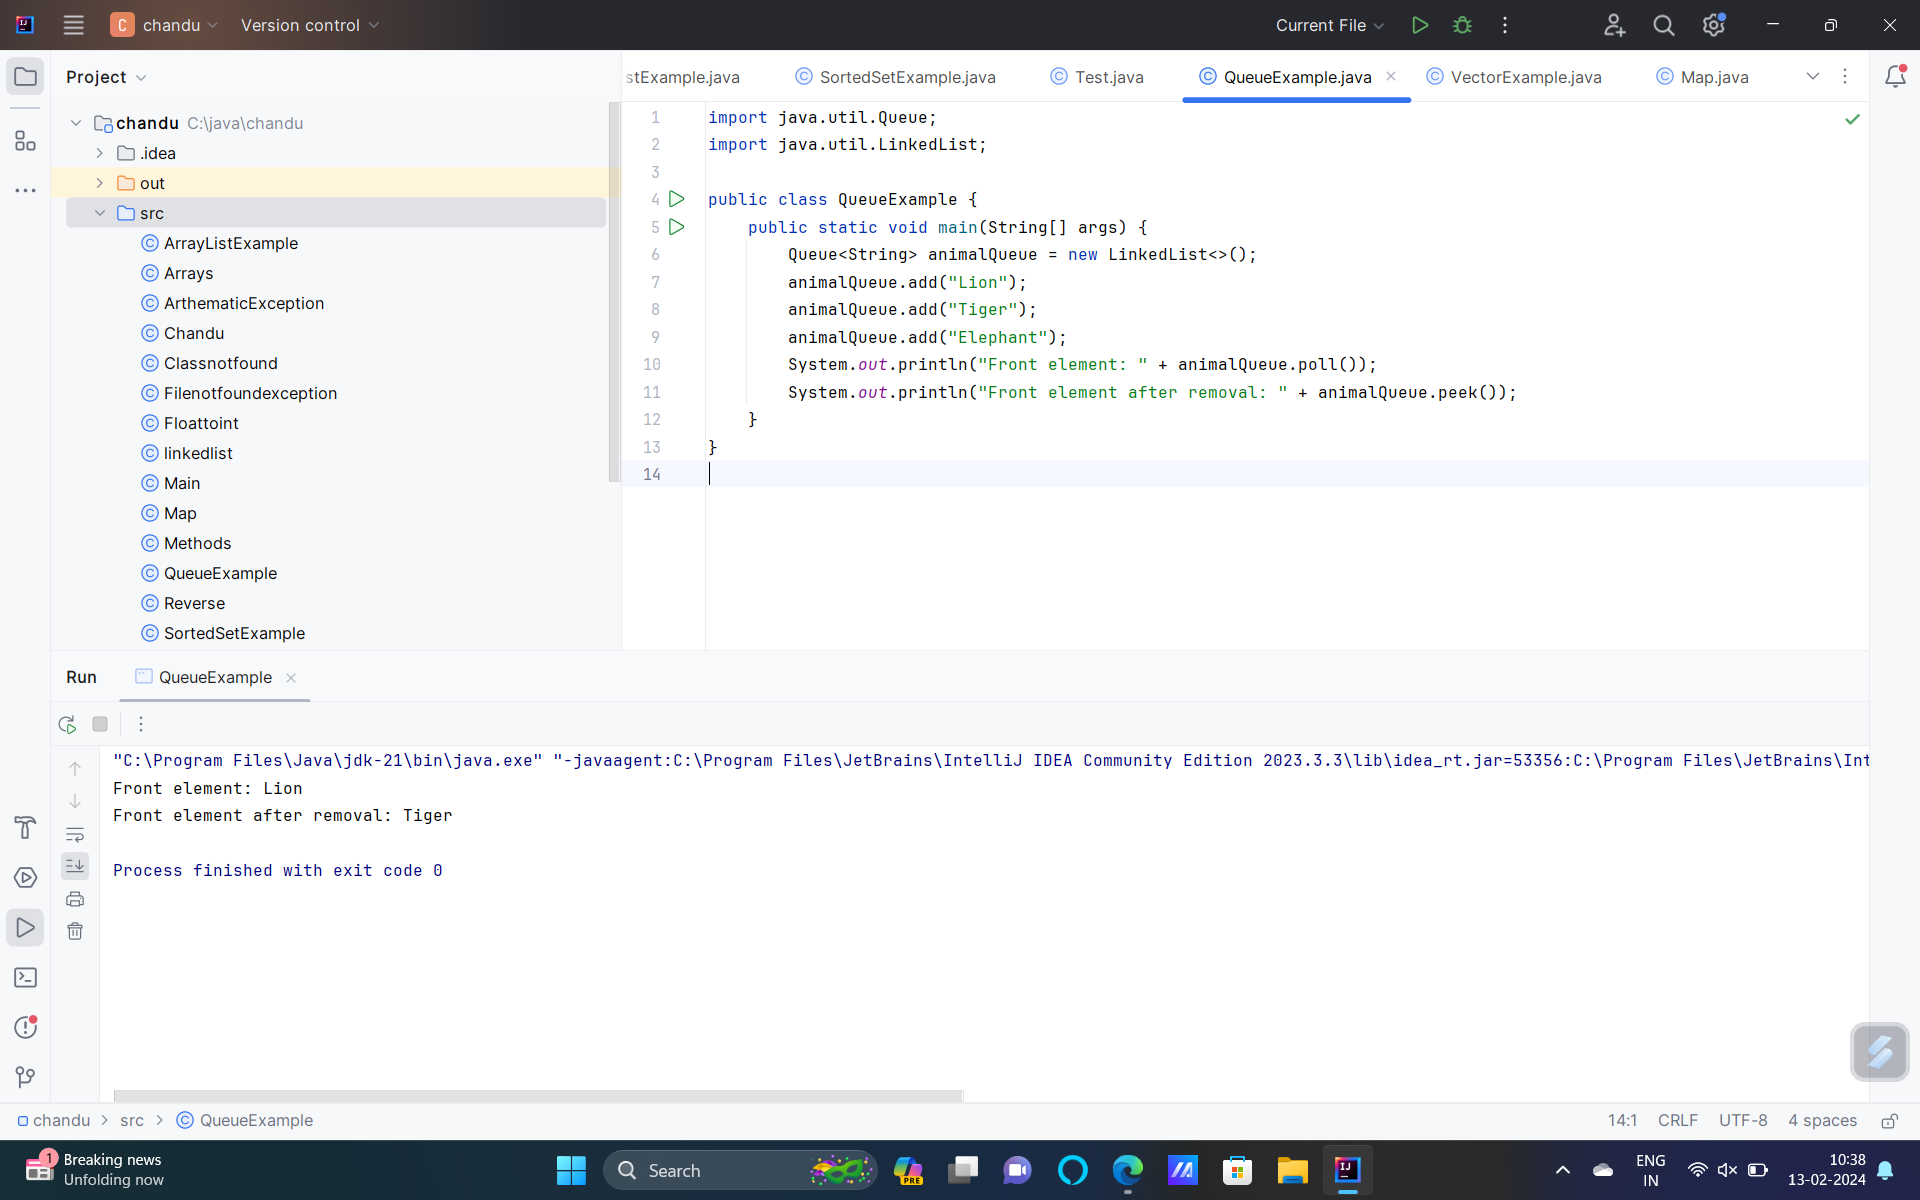 C chandu Version control Current File
Project
stExample.java SortedSetExample.java Test.java QueueExample.java VectorExample.java Map.java
chandu C:\java\chandu
.idea
out
src
ArrayListExample
Arrays
ArthematicException
Chandu
Classnotfound
Filenotfoundexception
Floattoint
linkedlist
Main
Map
Methods
QueueExample
Reverse
SortedSetExample
1 import java.util.Queue;
2 import java.util.LinkedList;
3
4 public class QueueExample {
5 public static void main(String[] args) {
6 Queue<String> animalQueue = new LinkedList<>();
7 animalQueue.add("Lion");
8 animalQueue.add("Tiger");
9 animalQueue.add("Elephant");
10 System.out.println("Front element: " + animalQueue.poll());
11 System.out.println("Front element after removal: " + animalQueue.peek());
12 }
13 }
14
Run QueueExample
"C:\Program Files\Java\jdk-21\bin\java.exe" "-javaagent:C:\Program Files\JetBrains\IntelliJ IDEA Community Edition 2023.3.3\lib\idea_rt.jar=53356:C:\Program Files\JetBrains\Int
Front element: Lion
Front element after removal: Tiger
Process finished with exit code 0
chandu > src > QueueExample 14:1 CRLF UTF-8 4 spaces
1 Breaking news
Unfolding now
Search
PRE
IJ
ENG
IN
10:38
13-02-2024